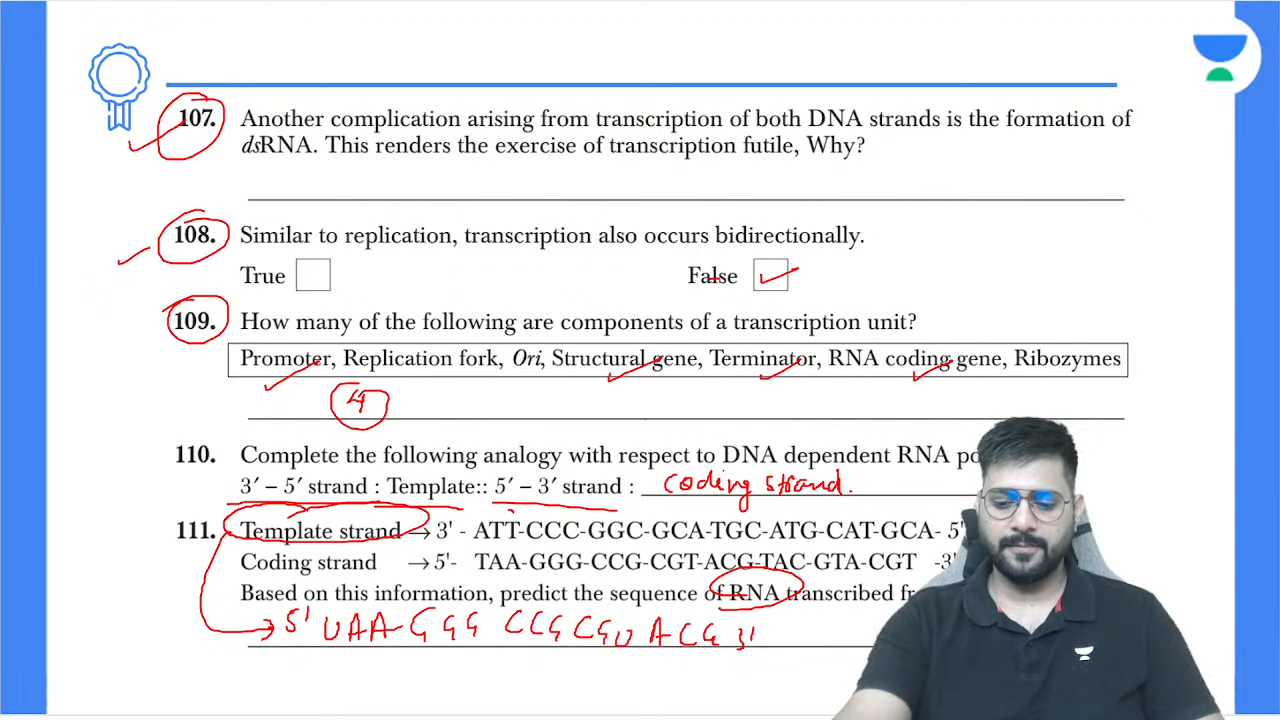 107. Another complication arising from transcription of both DNA strands is the formation of
dsRNA. This renders the exercise of transcription futile, Why?
108. Similar to replication, transcription also occurs bidirectionally.
True False
109. How many of the following are components of a transcription unit?
Promoter, Replication fork, Ori, Structural gene, Terminator, RNA coding gene, Ribozymes
4
110. Complete the following analogy with respect to DNA dependent RNA
3′ – 5′ strand : Template:: 5′ – 3′ strand : coding strand.
111. Template strand → 3' - ATT-CCC-GGC-GCA-TGC-ATG-CAT-GCA- 5'
Coding strand → 5'- TAA-GGG-CCG-CGT-ACG-TAC-GTA-CGT -3'
Based on this information, predict the sequence of RNA transcribed
→ 5' UAA-GGG CCG CGU ACG 3'